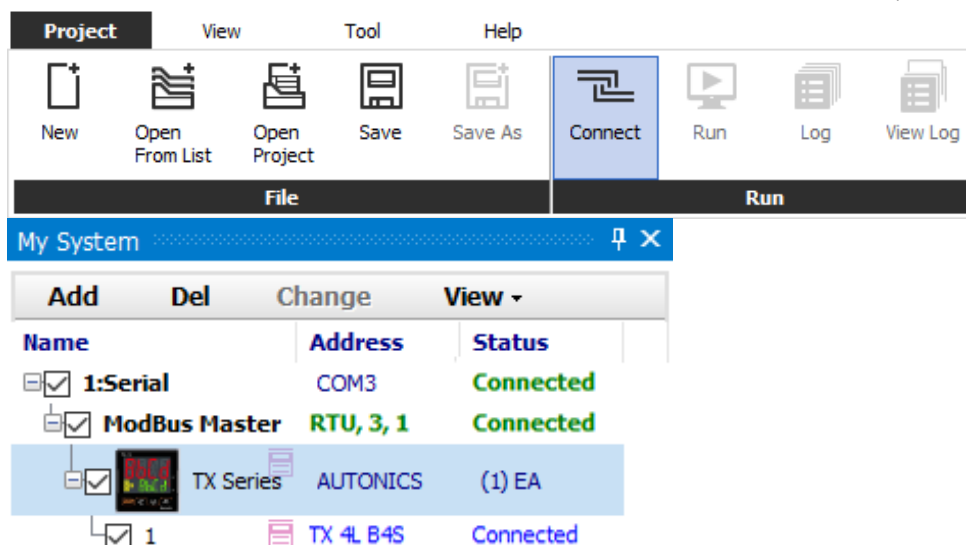 Project View Tool Help
New Open From List Open Project Save Save As Connect Run Log View Log
File Run
My System
Add Del Change View
Name Address Status
1:Serial COM3 Connected
ModBus Master RTU, 3, 1 Connected
TX Series AUTONICS (1) EA
1 TX 4L B4S Connected